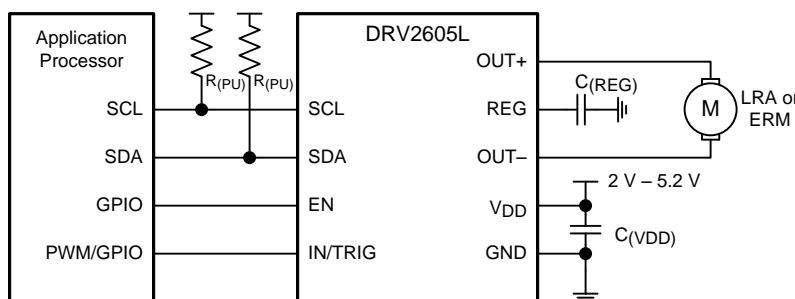 Application
Processor
SCL
SDA
GPIO
PWM/GPIO
R(PU)
R(PU)
DRV2605L
SCL
SDA
EN
IN/TRIG
OUT+
REG
OUT–
VDD
GND
C(REG)
M
LRA or
ERM
2 V – 5.2 V
C(VDD)